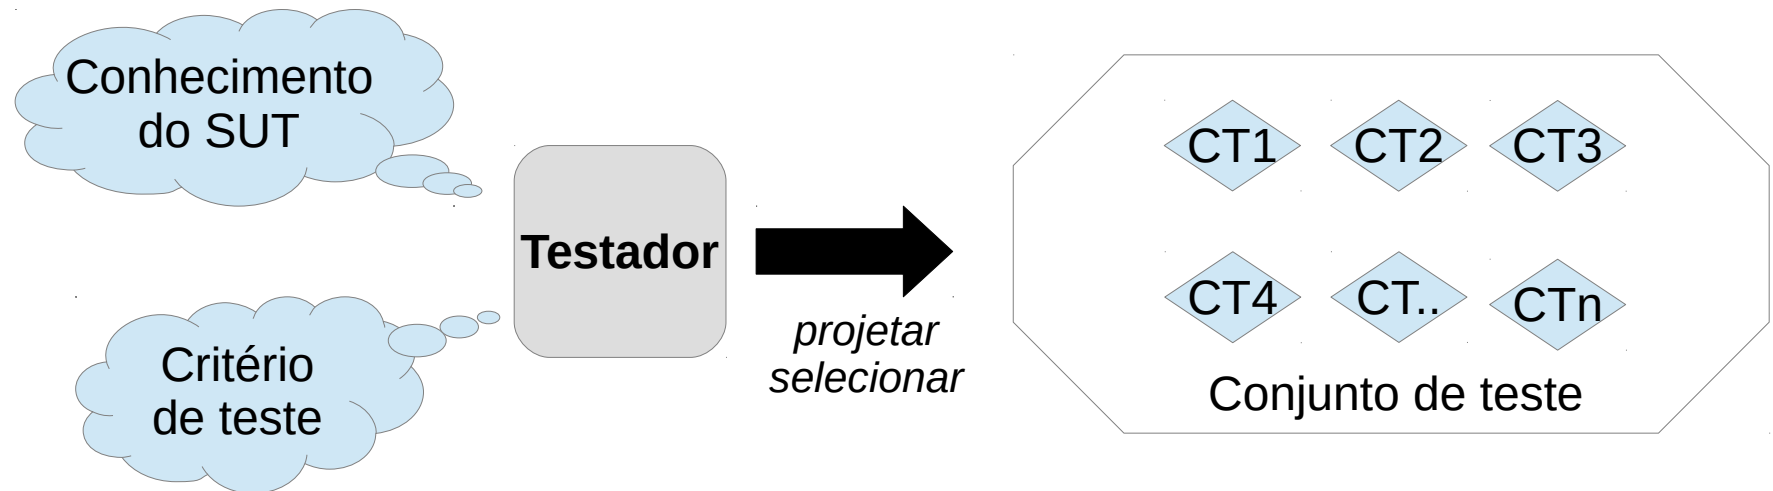 Conhecimento
do SUT
Critério
de teste
Testador
projetar
selecionar
CT1 CT2 CT3
CT4 CT.. CTn
Conjunto de teste